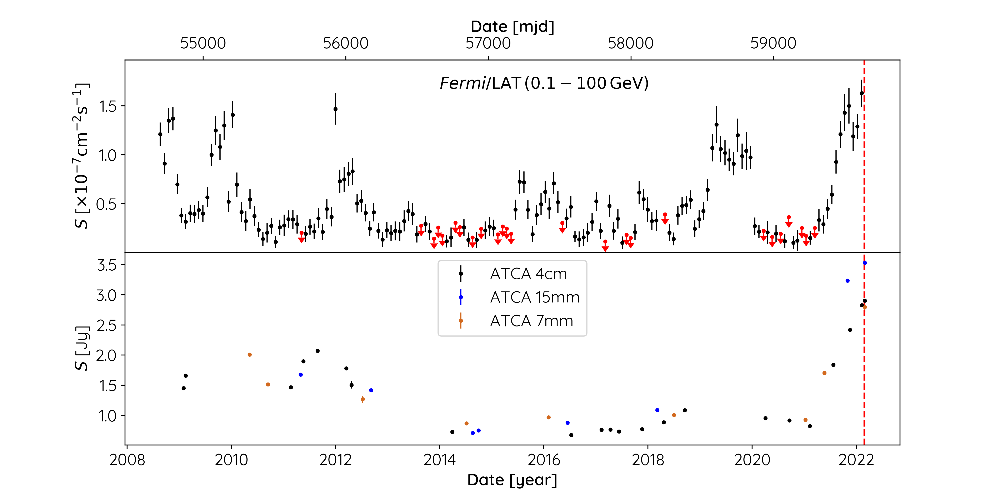 Date [mjd]
55000 56000 57000 58000 59000
Fermi/LAT (0.1 − 100 GeV)
S [×10⁻⁷cm⁻²s⁻¹]
1.5
1.0
0.5
ATCA 4cm
ATCA 15mm
ATCA 7mm
S [Jy]
3.5
3.0
2.5
2.0
1.5
1.0
2008 2010 2012 2014 2016 2018 2020 2022
Date [year]